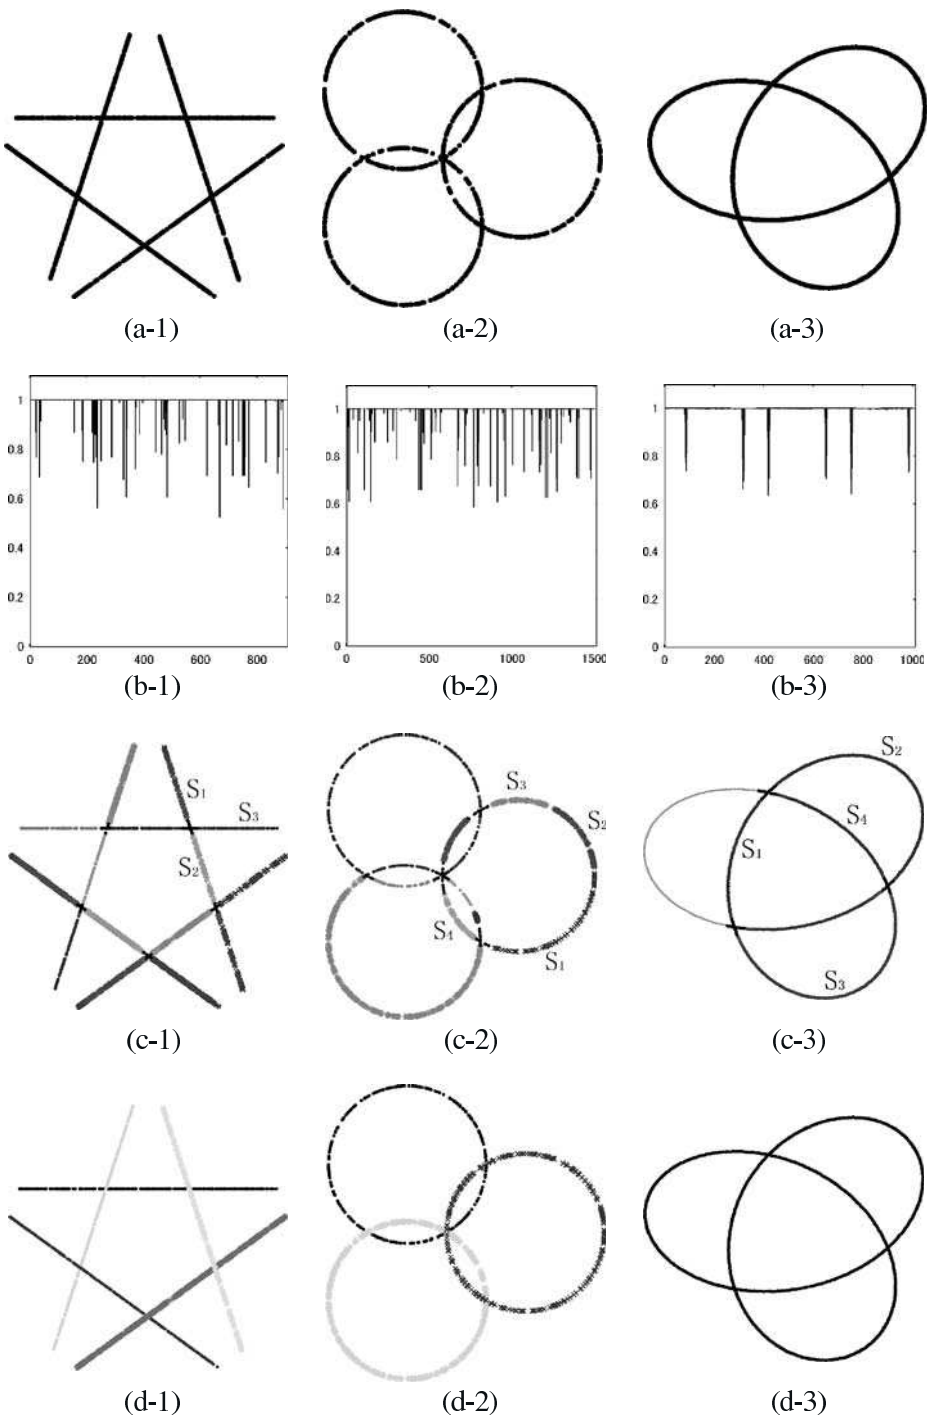 (a-1) (a-2) (a-3)
1 1 1
0.8 0.8 0.8
0.6 0.6 0.6
0.4 0.4 0.4
0.2 0.2 0.2
0 0 0
0 200 400 600 800 0 500 1000 1500 0 200 400 600 800 1000
(b-1) (b-2) (b-3)
S1 S3 S2
S3 S2 S4 S1
S2 S4 S1 S3
(c-1) (c-2) (c-3)
(d-1) (d-2) (d-3)